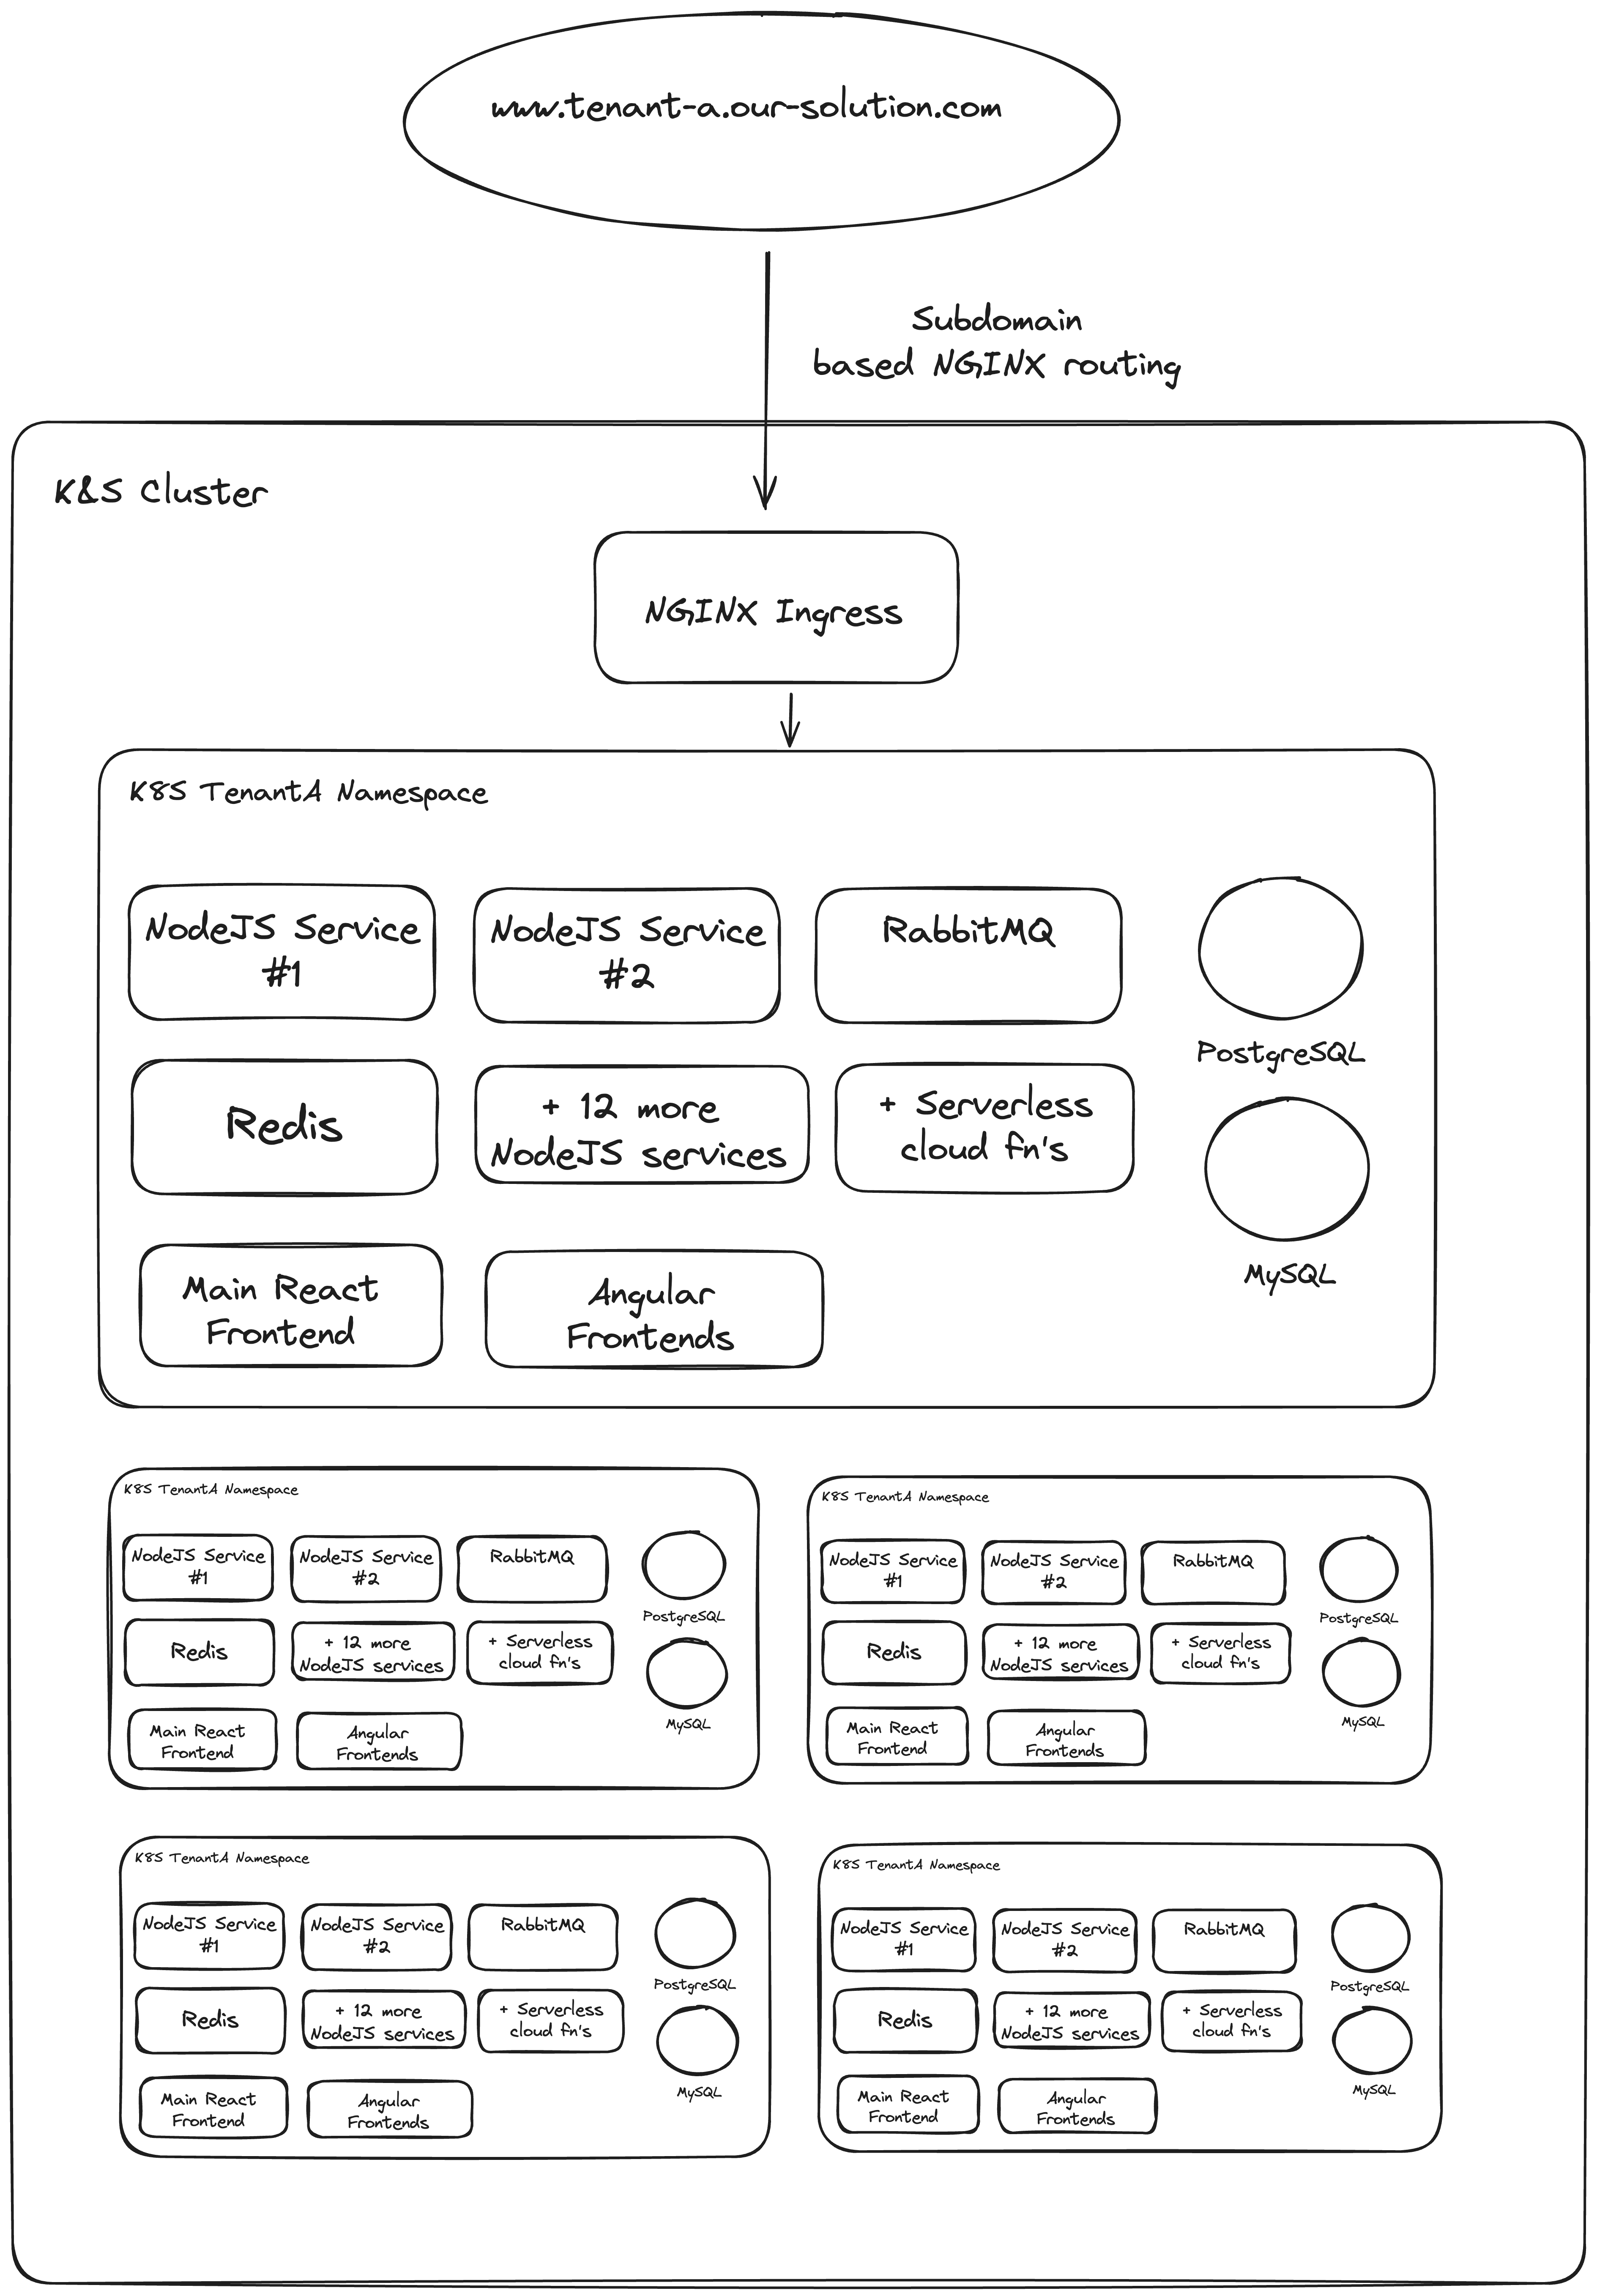 www.tenant-a.our-solution.com
Subdomain
based NGINX routing
K&S Cluster
NGINX Ingress
K8S TenantA Namespace
NodeJS Service
#1
NodeJS Service
#2
RabbitMQ
PostgreSQL
Redis
+ 12 more
NodeJS services
+ Serverless
cloud fn's
MySQL
Main React
Frontend
Angular
Frontends
K8S TenantA Namespace
NodeJS Service
#1
NodeJS Service
#2
RabbitMQ
PostgreSQL
Redis
+ 12 more
NodeJS services
+ Serverless
cloud fn's
MySQL
Main React
Frontend
Angular
Frontends
K8S TenantA Namespace
NodeJS Service
#1
NodeJS Service
#2
RabbitMQ
PostgreSQL
Redis
+ 12 more
NodeJS services
+ Serverless
cloud fn's
MySQL
Main React
Frontend
Angular
Frontends
K8S TenantA Namespace
NodeJS Service
#1
NodeJS Service
#2
RabbitMQ
PostgreSQL
Redis
+ 12 more
NodeJS services
+ Serverless
cloud fn's
MySQL
Main React
Frontend
Angular
Frontends
K8S TenantA Namespace
NodeJS Service
#1
NodeJS Service
#2
RabbitMQ
PostgreSQL
Redis
+ 12 more
NodeJS services
+ Serverless
cloud fn's
MySQL
Main React
Frontend
Angular
Frontends